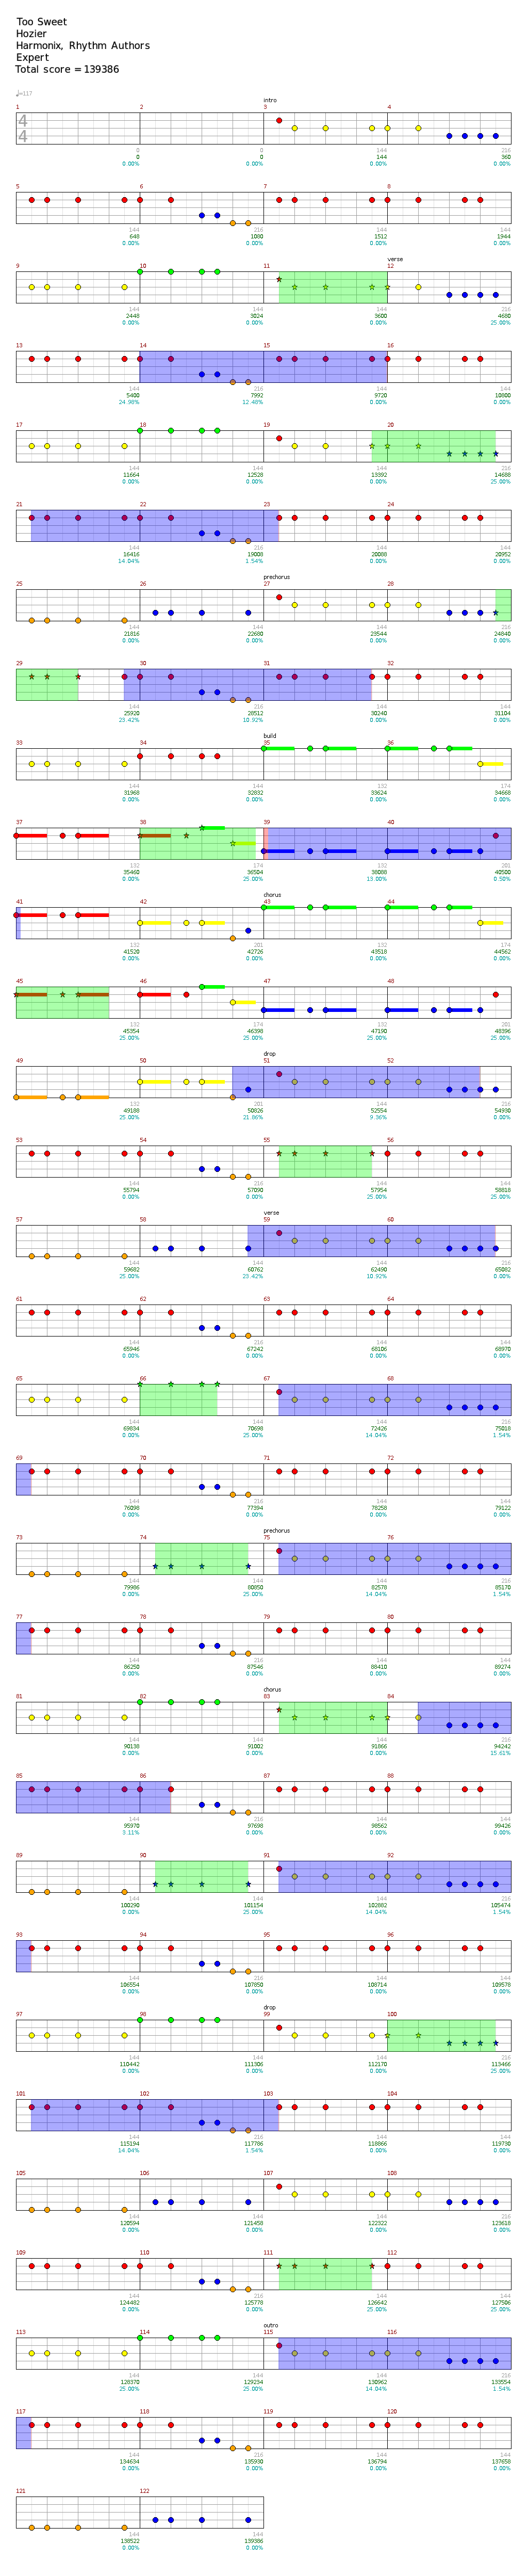 Too Sweet
Hozier
Harmonix, Rhythm Authors
Expert
Total score = 139386
♩=117
intro
1 2 3 4
4
4
0 144 216
0 0 144 360
0.00% 0.00% 0.00% 0.00%
5 6 7 8
144 216 144 144
648 1080 1512 1944
0.00% 0.00% 0.00% 0.00%
verse
9 10 11 12
144 144 144 216
2448 3024 3600 4680
0.00% 0.00% 0.00% 25.00%
13 14 15 16
144 216 144 144
5400 7992 9720 10800
24.98% 12.48% 0.00% 0.00%
17 18 19 20
144 144 144 216
11664 12528 13392 14688
0.00% 0.00% 0.00% 25.00%
21 22 23 24
144 216 144 144
16416 19008 20088 20952
14.04% 1.54% 0.00% 0.00%
prechorus
25 26 27 28
144 144 144 216
21816 22680 23544 24840
0.00% 0.00% 0.00% 0.00%
29 30 31 32
144 216 144 144
25920 28512 30240 31104
23.42% 10.92% 0.00% 0.00%
build
33 34 35 36
144 144 132 174
31968 32832 33624 34668
0.00% 0.00% 0.00% 0.00%
37 38 39 40
132 174 132 201
35460 36504 38088 40500
0.00% 25.00% 13.00% 0.50%
chorus
41 42 43 44
132 201 132 174
41520 42726 43518 44562
0.00% 0.00% 0.00% 0.00%
45 46 47 48
132 174 132 201
45354 46398 47190 48396
25.00% 25.00% 25.00% 25.00%
drop
49 50 51 52
132 201 144 216
49188 50826 52554 54930
25.00% 21.86% 9.36% 0.00%
53 54 55 56
144 216 144 144
55794 57090 57954 58818
0.00% 0.00% 25.00% 25.00%
verse
57 58 59 60
144 144 144 216
59682 60762 62490 65082
25.00% 23.42% 10.92% 0.00%
61 62 63 64
144 216 144 144
65946 67242 68106 68970
0.00% 0.00% 0.00% 0.00%
65 66 67 68
144 144 144 216
69834 70698 72426 75018
0.00% 25.00% 14.04% 1.54%
69 70 71 72
144 216 144 144
76098 77394 78258 79122
0.00% 0.00% 0.00% 0.00%
prechorus
73 74 75 76
144 144 144 216
79986 80850 82578 85170
0.00% 25.00% 14.04% 1.54%
77 78 79 80
144 216 144 144
86250 87546 88410 89274
0.00% 0.00% 0.00% 0.00%
chorus
81 82 83 84
144 144 144 216
90138 91002 91866 94242
0.00% 0.00% 25.00% 15.61%
85 86 87 88
144 216 144 144
95970 97698 98562 99426
3.11% 0.00% 0.00% 0.00%
89 90 91 92
144 144 144 216
100290 101154 102882 105474
0.00% 25.00% 14.04% 1.54%
93 94 95 96
144 216 144 144
106554 107850 108714 109578
0.00% 0.00% 0.00% 0.00%
drop
97 98 99 100
144 144 144 216
110442 111306 112170 113466
0.00% 0.00% 0.00% 25.00%
101 102 103 104
144 216 144 144
115194 117786 118866 119730
14.04% 1.54% 0.00% 0.00%
105 106 107 108
144 144 144 216
120594 121458 122322 123618
0.00% 0.00% 0.00% 0.00%
109 110 111 112
144 216 144 144
124482 125778 126642 127506
0.00% 0.00% 25.00% 25.00%
outro
113 114 115 116
144 144 144 216
128370 129234 130962 133554
25.00% 25.00% 14.04% 1.54%
117 118 119 120
144 216 144 144
134634 135930 136794 137658
0.00% 0.00% 0.00% 0.00%
121 122
144 144
138522 139386
0.00% 0.00%